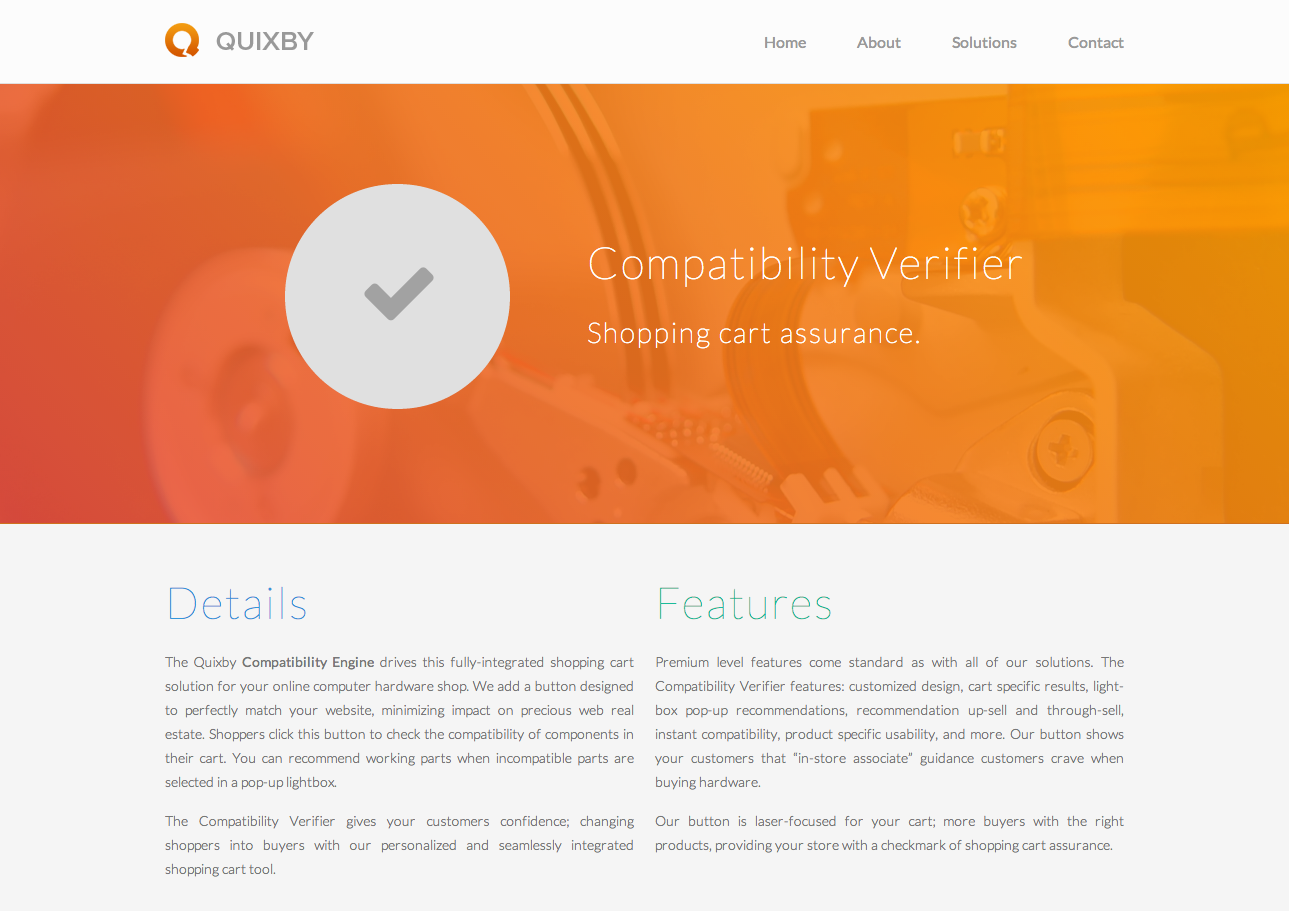 QUIXBY
Home About Solutions Contact
Compatibility Verifier
Shopping cart assurance.
Details
The Quixby Compatibility Engine drives this fully-integrated shopping cart
solution for your online computer hardware shop. We add a button designed
to perfectly match your website, minimizing impact on precious web real
estate. Shoppers click this button to check the compatibility of components in
their cart. You can recommend working parts when incompatible parts are
selected in a pop-up lightbox.
The Compatibility Verifier gives your customers confidence; changing
shoppers into buyers with our personalized and seamlessly integrated
shopping cart tool.
Features
Premium level features come standard as with all of our solutions. The
Compatibility Verifier features: customized design, cart specific results, light-
box pop-up recommendations, recommendation up-sell and through-sell,
instant compatibility, product specific usability, and more. Our button shows
your customers that “in-store associate” guidance customers crave when
buying hardware.
Our button is laser-focused for your cart; more buyers with the right
products, providing your store with a checkmark of shopping cart assurance.